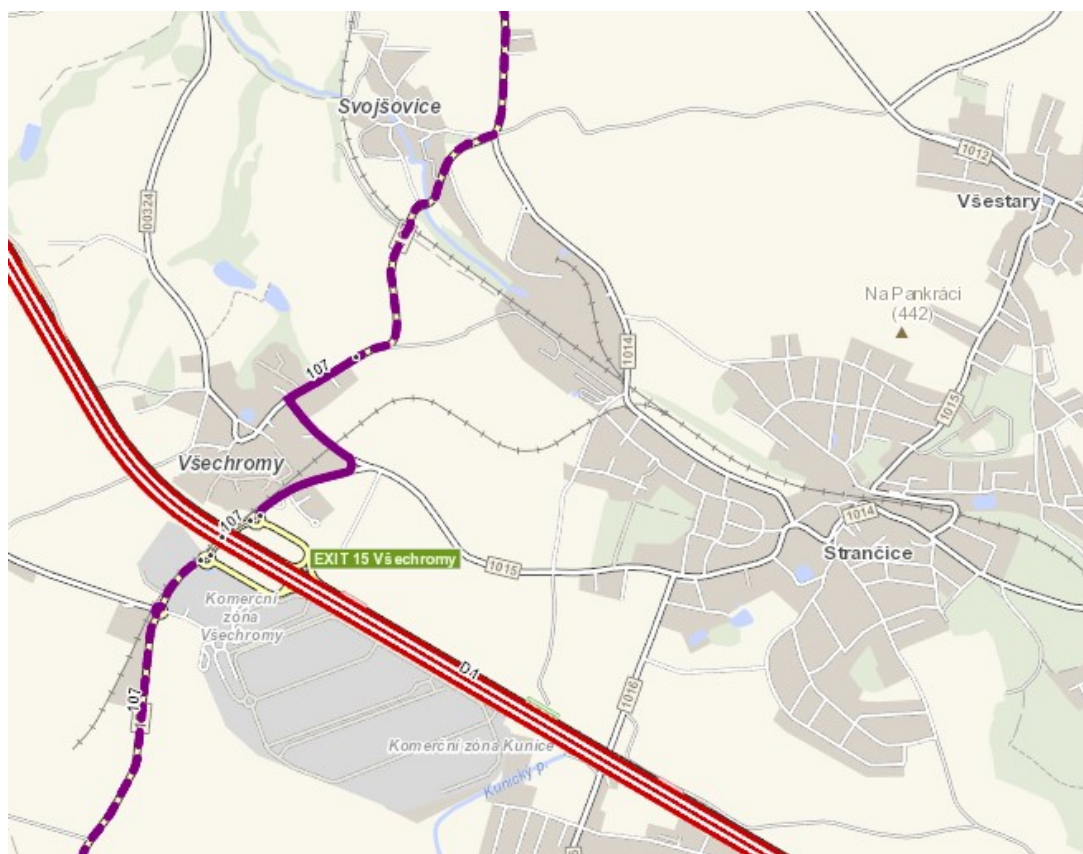 Svojšovice
1012
Všestary
00324
Na Pankráci
(442)
1014
107
1015
Všechromy
107
1014
Strančice
EXIT 15 Všechromy
1015
Komerční
zóna
Všechromy
D1
1016
107
Komerční zóna Kunice
Kunický p.